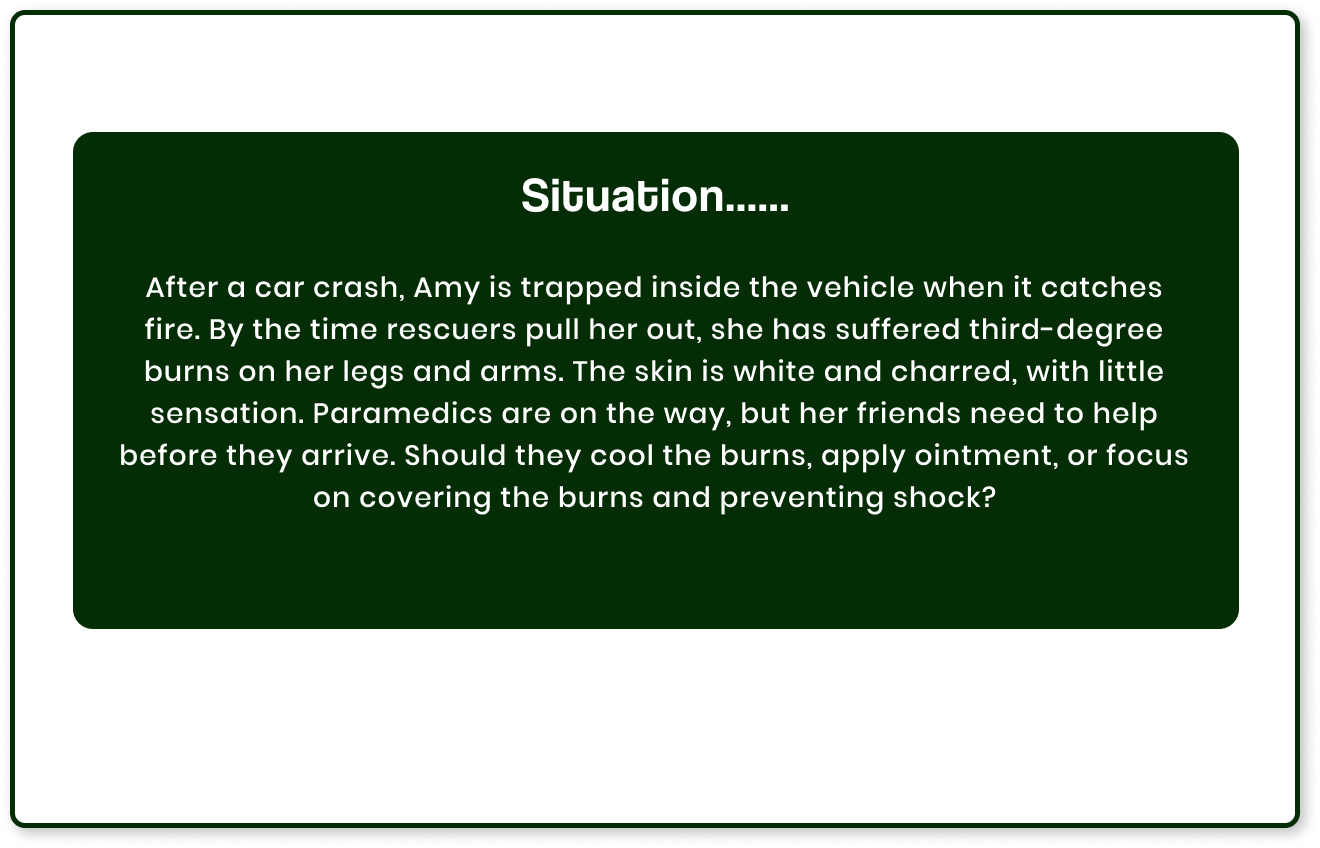 Situation......
After a car crash, Amy is trapped inside the vehicle when it catches
fire. By the time rescuers pull her out, she has suffered third-degree
burns on her legs and arms. The skin is white and charred, with little
sensation. Paramedics are on the way, but her friends need to help
before they arrive. Should they cool the burns, apply ointment, or focus
on covering the burns and preventing shock?